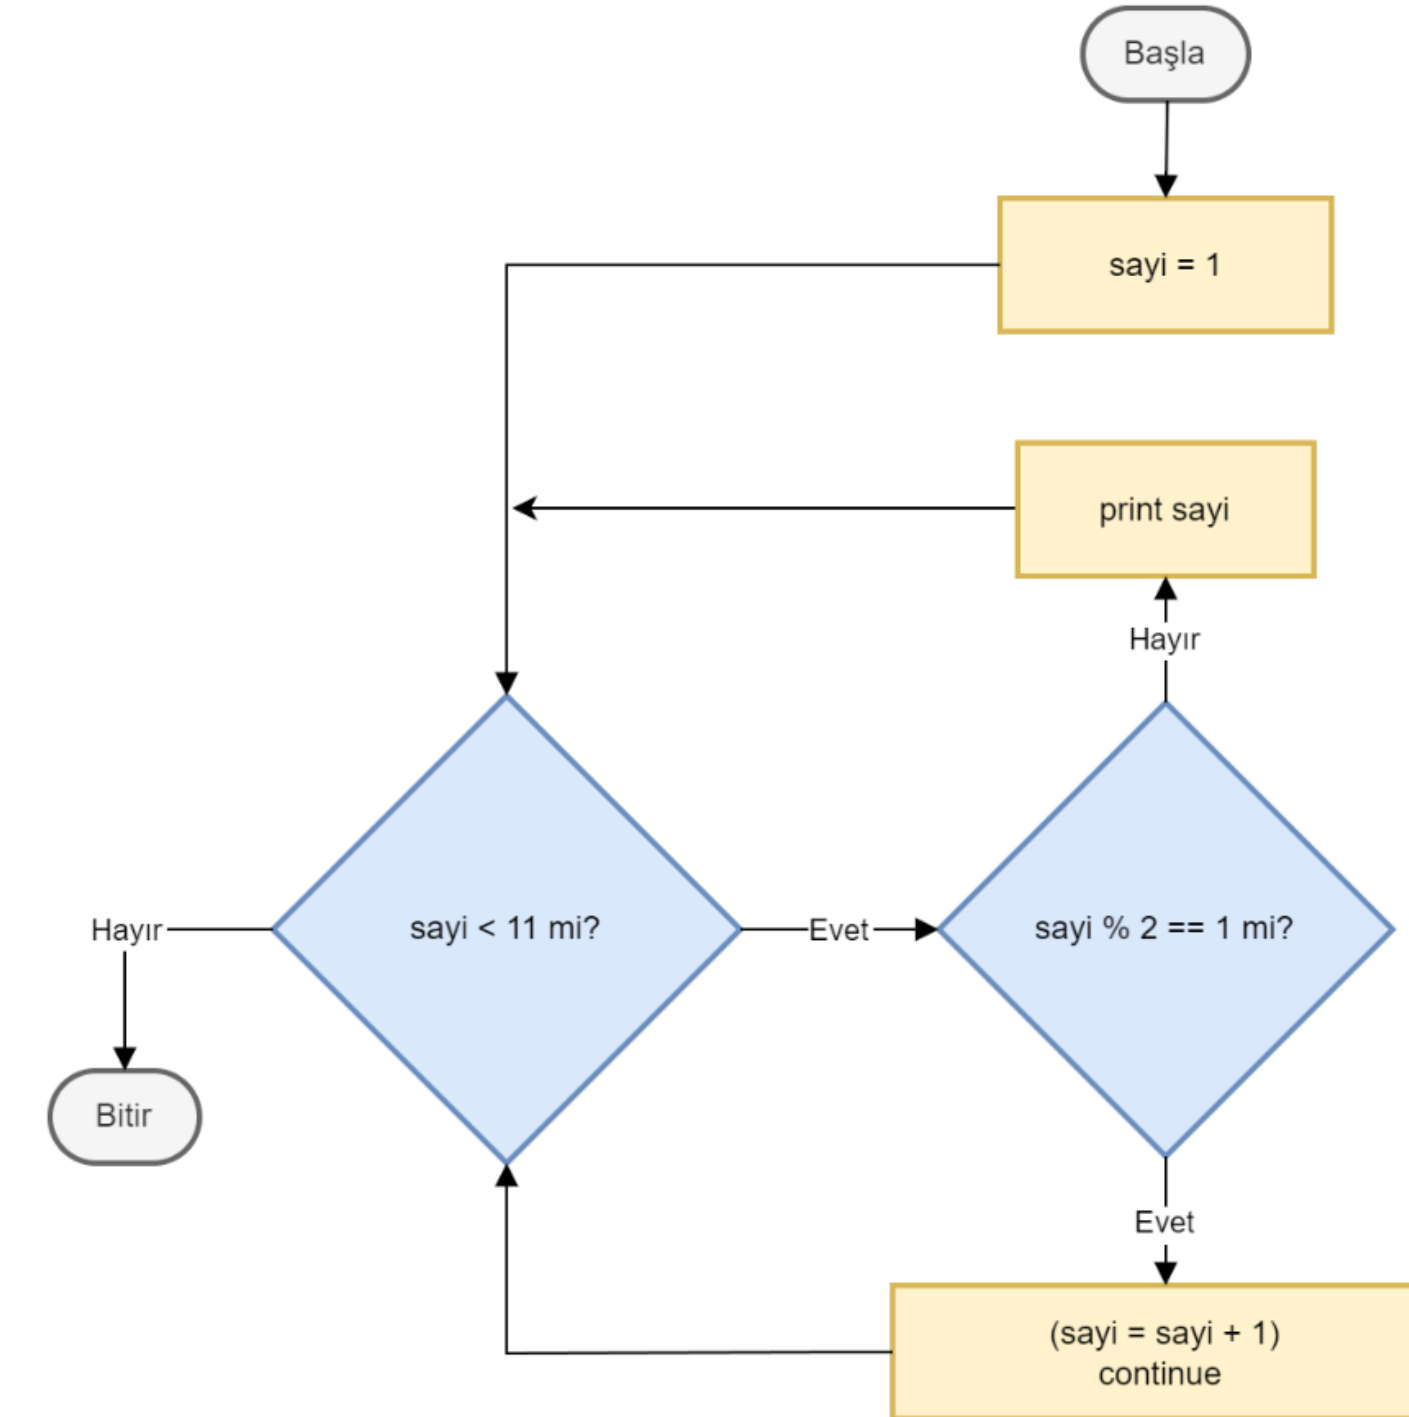 Başla
sayi = 1
print sayi
Hayır
sayi < 11 mi?
Evet
sayi % 2 == 1 mi?
Hayır
Bitir
Evet
(sayi = sayi + 1)
continue